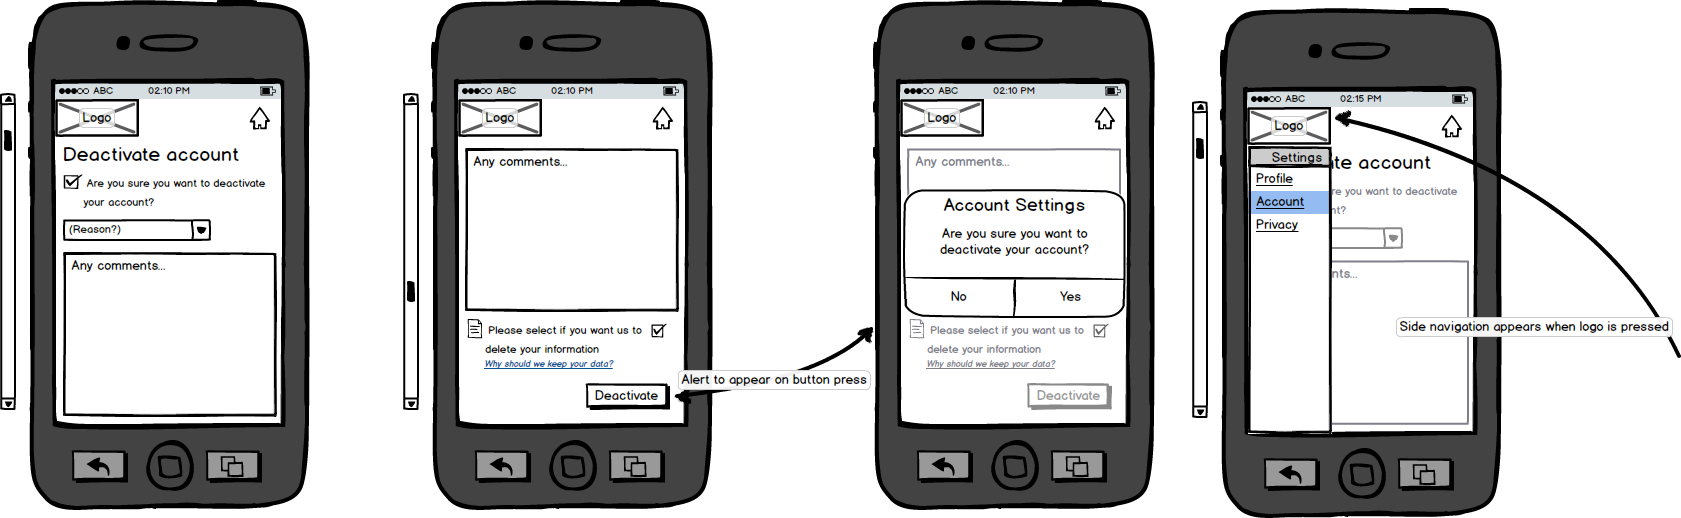 ABC 02:10 PM
Logo
Deactivate account
Are you sure you want to deactivate
your account?
(Reason?)
Any comments...
ABC 02:10 PM
Logo
Any comments...
Please select if you want us to
delete your information
Why should we keep your data?
Deactivate
Alert to appear on button press
ABC 02:10 PM
Logo
Any comments...
Account Settings
Are you sure you want to
deactivate your account?
No Yes
Please select if you want us to
delete your information
Why should we keep your data?
Deactivate
ABC 02:15 PM
Logo
Settings
Profile
Account
Privacy
te account
re you want to deactivate
nt?
nts...
Side navigation appears when logo is pressed